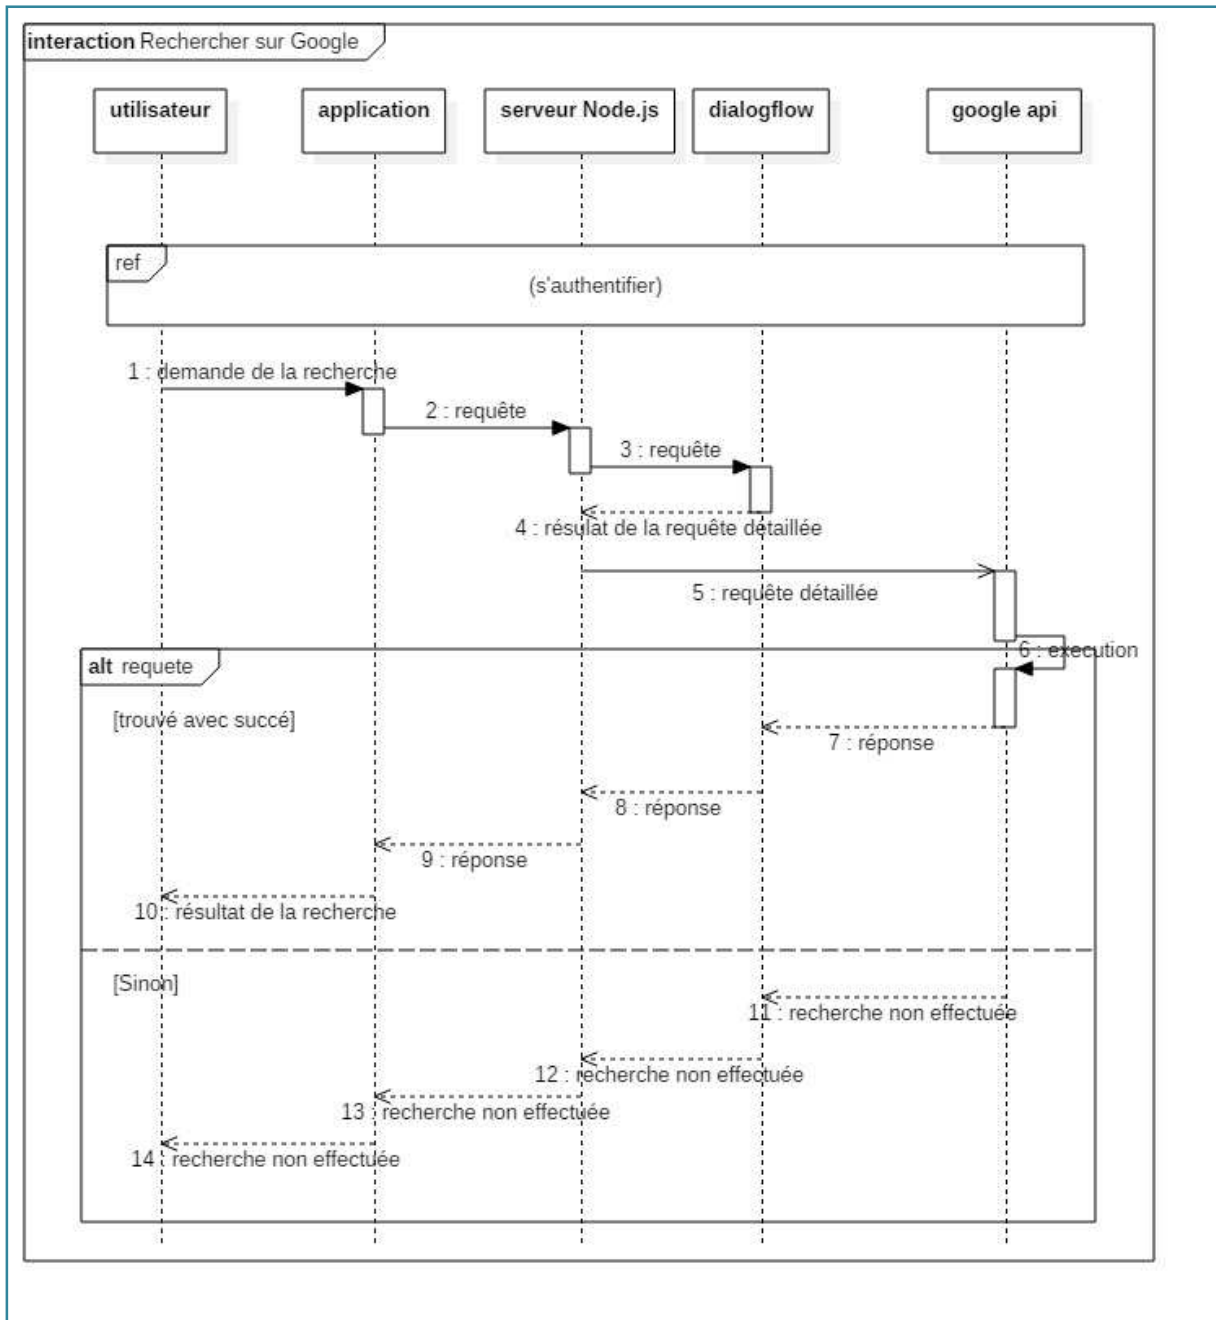 interaction Rechercher sur Google
utilisateur
application
serveur Node.js
dialogflow
google api
ref
(s'authentifier)
1 : demande de la recherche
2 : requête
3 : requête
4 : résulat de la requête détaillée
5 : requête détaillée
6 : execution
alt requete
[trouvé avec succé]
7 : réponse
8 : réponse
9 : réponse
10 : résultat de la recherche
[Sinon]
11 : recherche non effectuée
12 : recherche non effectuée
13 : recherche non effectuée
14 : recherche non effectuée